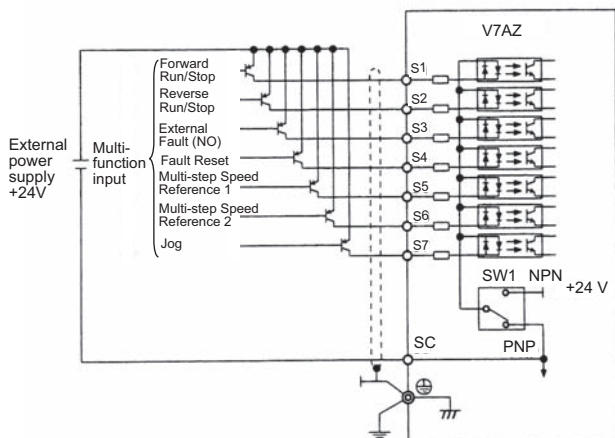 V7AZ
Forward
Run/Stop
Reverse
Run/Stop
External
Fault (NO)
Fault Reset
Multi-step Speed
Reference 1
Multi-step Speed
Reference 2
Jog
External
power
supply
+24V
Multi-
function
input
S1
S2
S3
S4
S5
S6
S7
SW1 NPN
+24 V
PNP
SC